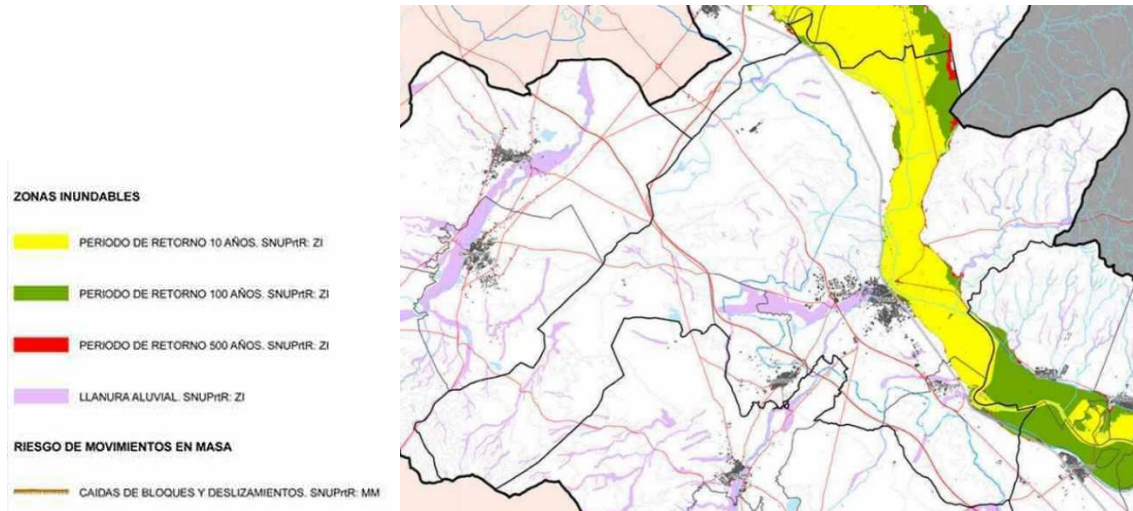 ZONAS INUNDABLES
PERIODO DE RETORNO 10 AÑOS. SNUPrtR: ZI
PERIODO DE RETORNO 100 AÑOS. SNUPrtR: ZI
PERIODO DE RETORNO 500 AÑOS. SNUPrtR: ZI
LLANURA ALUVIAL. SNUPrtR: ZI
RIESGO DE MOVIMIENTOS EN MASA
CAIDAS DE BLOQUES Y DESLIZAMIENTOS. SNUPrtR: MM